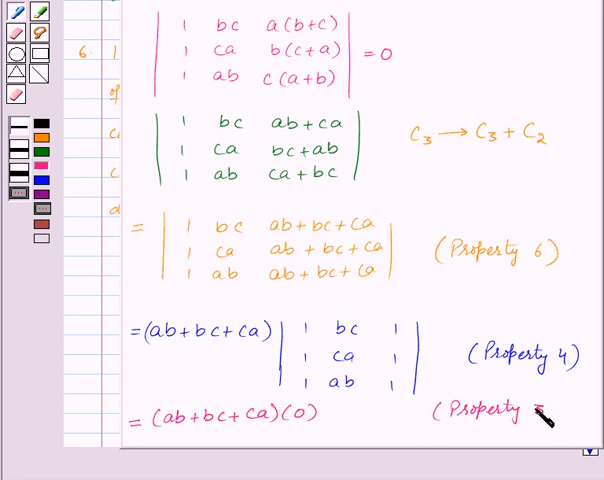 1 bc a(b+c)
6. 1 ca b(c+a) = 0
1 ab c(a+b)
of
1 bc ab+ca
C₃ → C₃ + C₂
1 ca bc+ab
1 ab ca+bc
d
= 1 bc ab+bc+ca
1 ca ab+bc+ca (Property 6)
1 ab ab+bc+ca
=(ab+bc+ca) 1 bc 1
1 ca 1 (Property 4)
1 ab 1
= (ab+bc+ca)(0) (Property